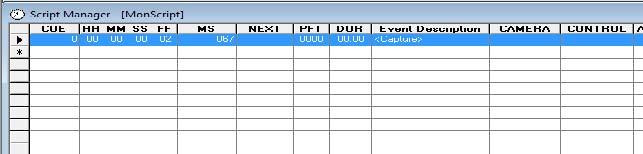 Script Manager - [MonScript]
CUE HH MM SS FF MS NEXT PFT DUR Event Description CAMERA CONTROL A
0 00 00 00 02 067 0000 00:00 <Capture>
*